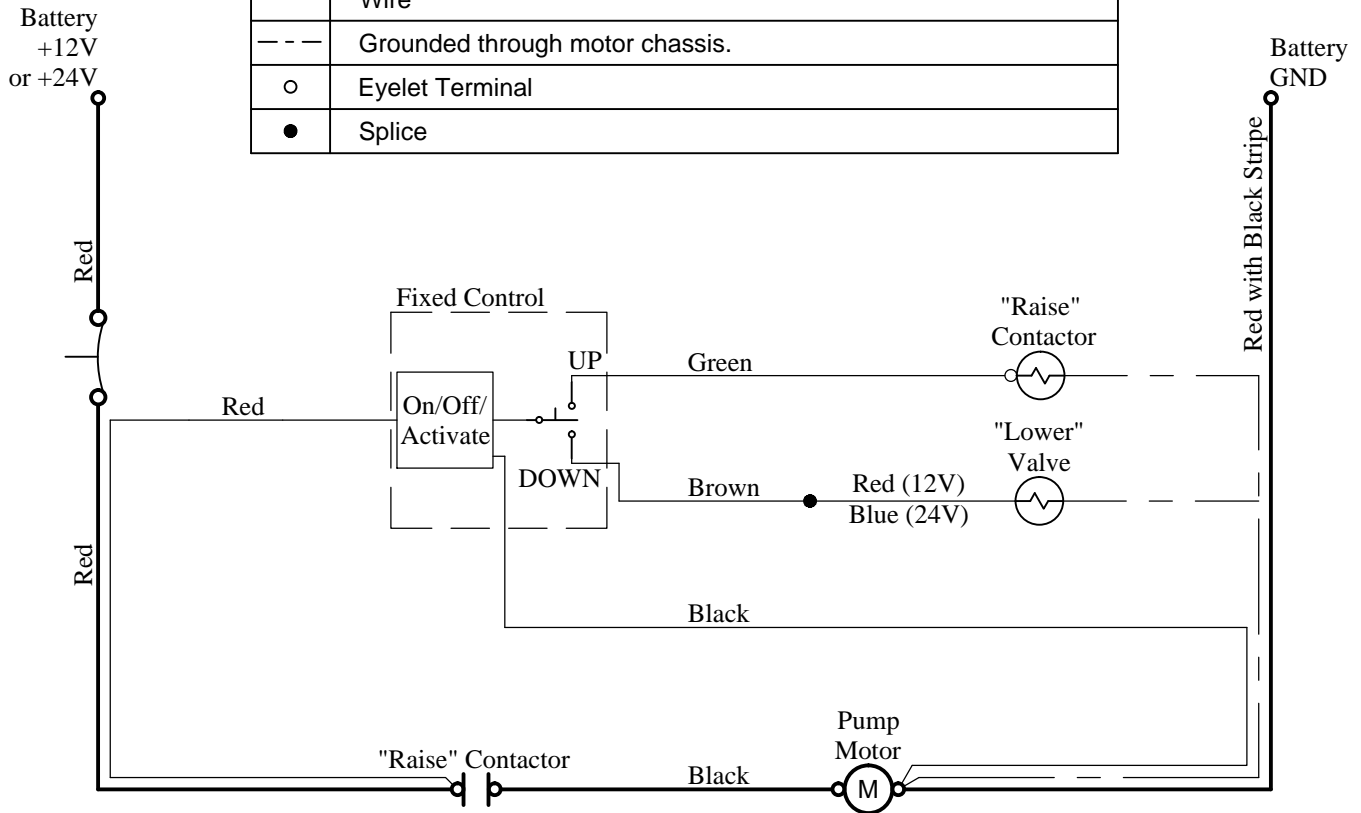 Battery
+12V
or +24V
Wire
Grounded through motor chassis.
Eyelet Terminal
Splice
Battery
GND
Red with Black Stripe
Red
Fixed Control
UP
Green
"Raise"
Contactor
Red
On/Off/
Activate
DOWN
Brown
Red (12V)
Blue (24V)
"Lower"
Valve
Red
Black
"Raise" Contactor
Black
Pump
Motor
M